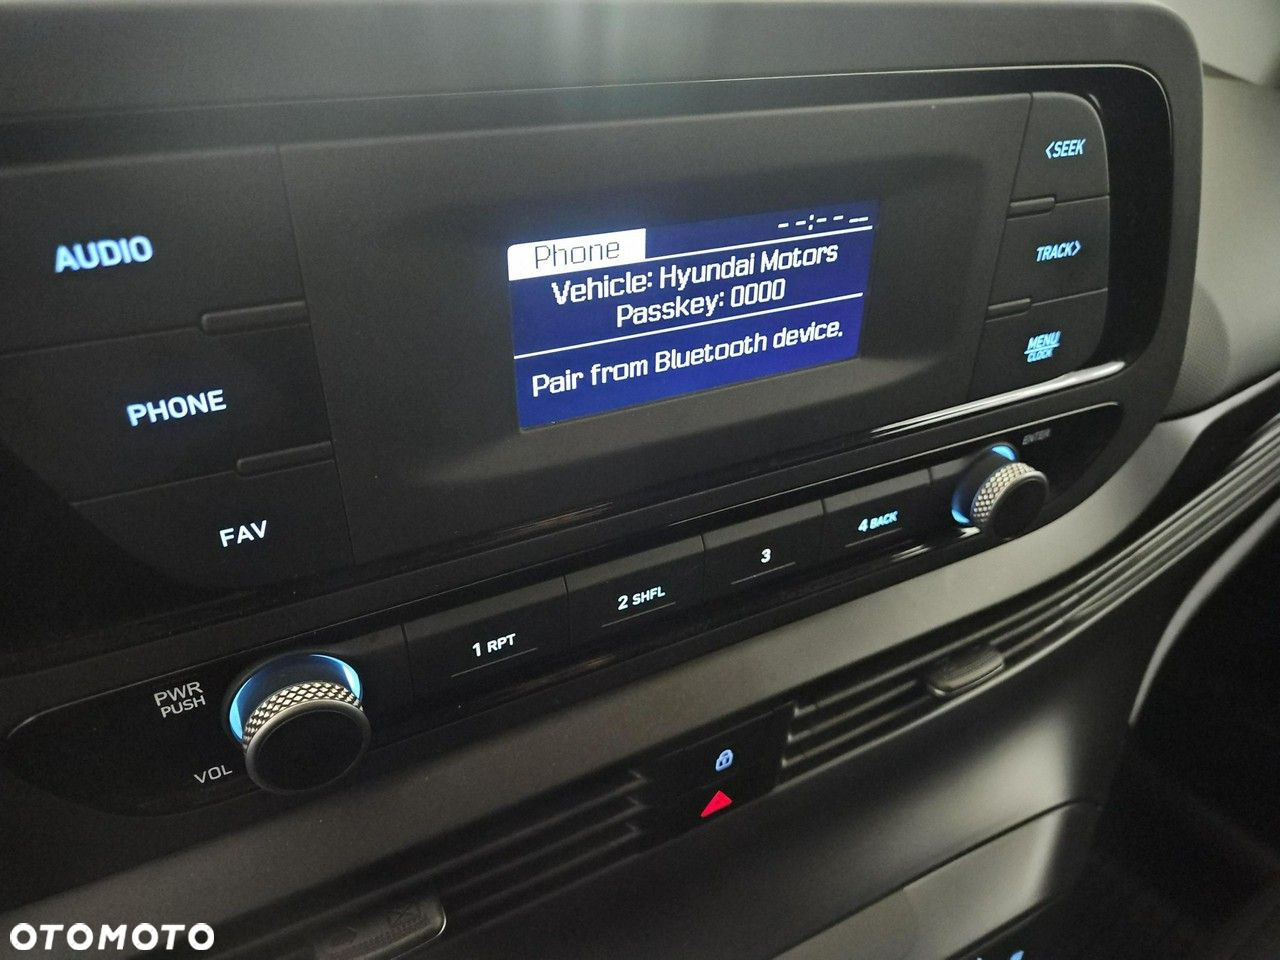 AUDIO
PHONE
FAV
Phone
--:-- --
Vehicle: Hyundai Motors
Passkey: 0000
Pair from Bluetooth device.
<SEEK
TRACK>
MENU
CLOCK
ENTER
PWR
PUSH
VOL
1 RPT
2 SHFL
3
4 BACK
OTOMOTO